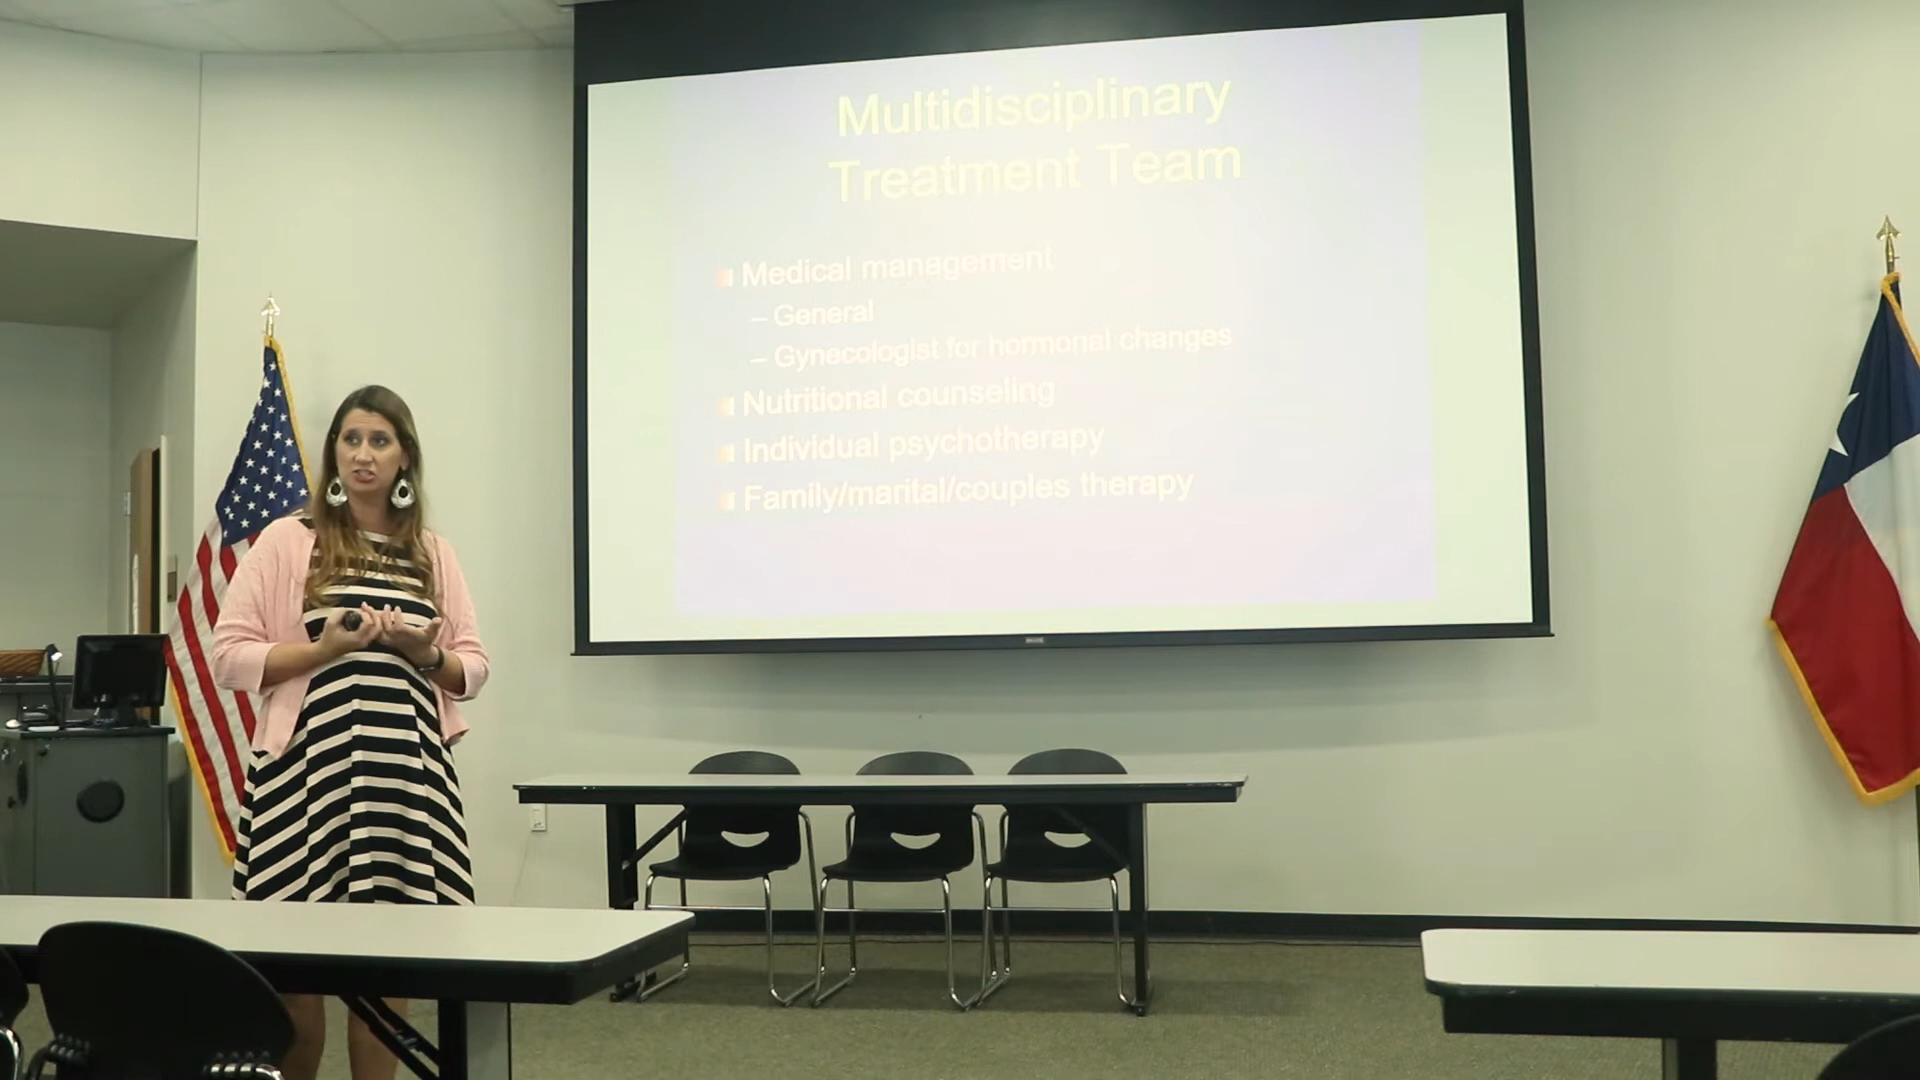 Multidisciplinary
Treatment Team
Medical management
– General
– Gynecologist for hormonal changes
Nutritional counseling
Individual psychotherapy
Family/marital/couples therapy